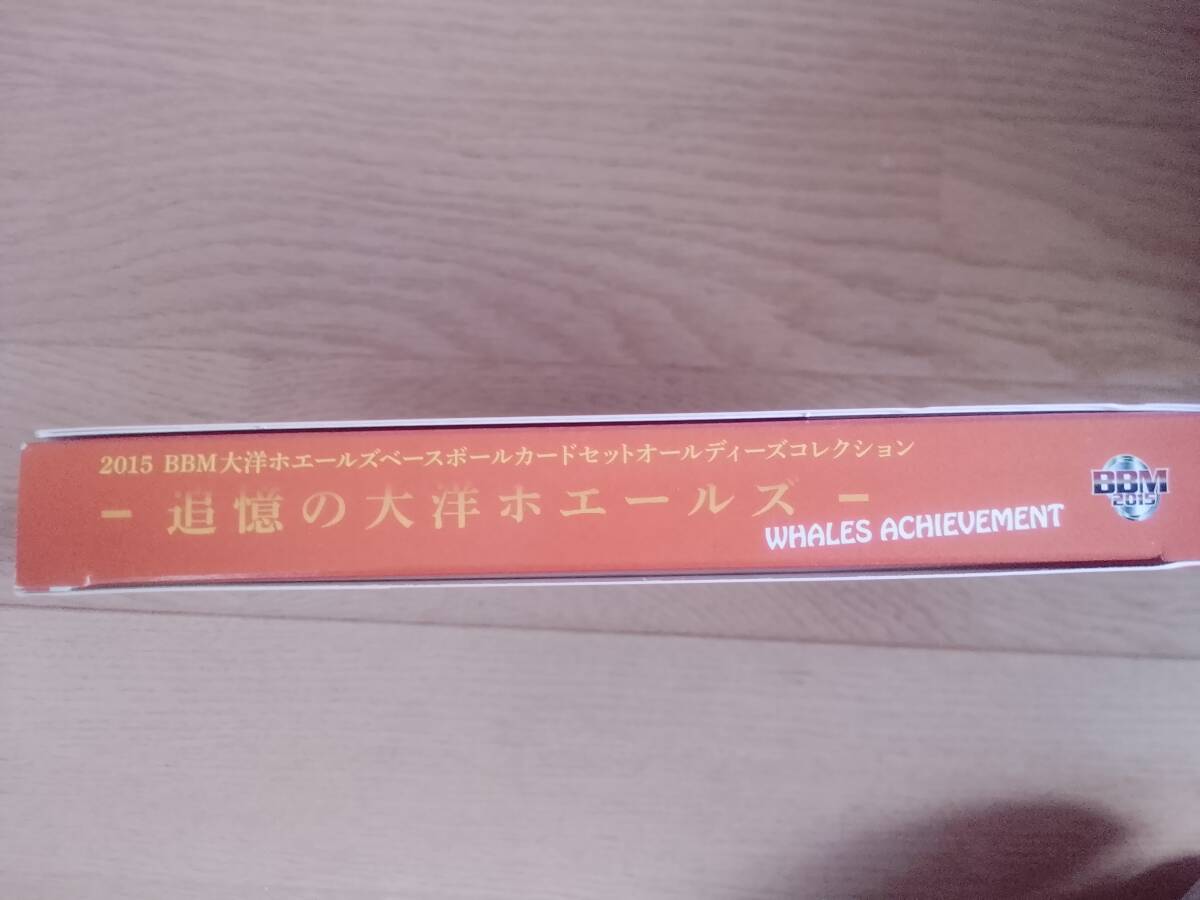 2015 BBM大洋ホエールズベースボールカードセットオールディーズコレクション
- 追憶の大洋ホエールズ -
WHALES ACHIEVEMENT
BBM
2015